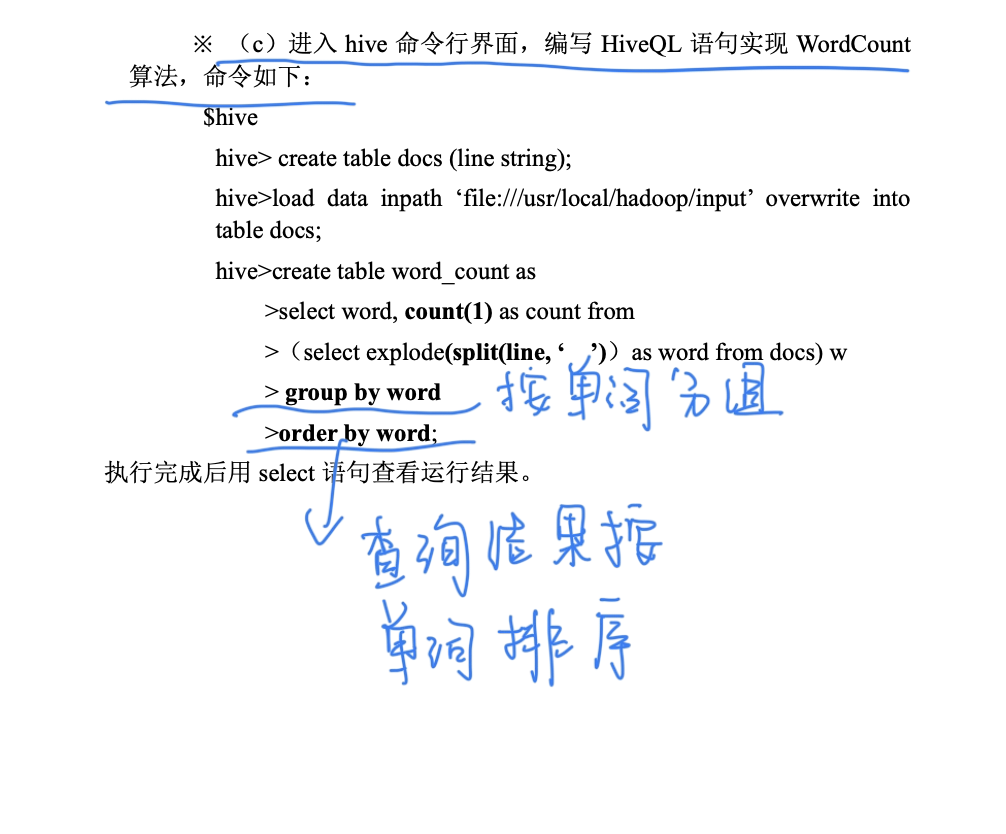 ※ （c）进入 hive 命令行界面，编写 HiveQL 语句实现 WordCount
算法，命令如下：
$hive
hive> create table docs (line string);
hive>load data inpath ‘file:///usr/local/hadoop/input’ overwrite into
table docs;
hive>create table word_count as
>select word, count(1) as count from
>（select explode(split(line, ‘ ’)）as word from docs) w
> group by word
按单词分组
>order by word;
执行完成后用 select 语句查看运行结果。
查询结果按
单词排序